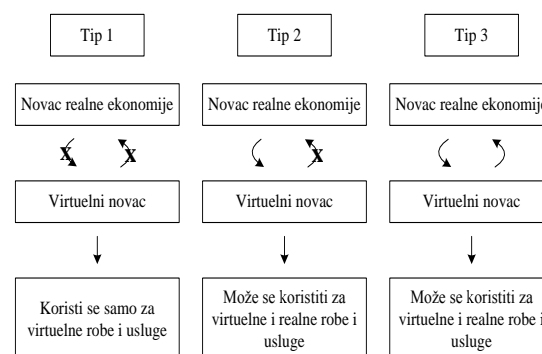 Tip 1
Tip 2
Tip 3
Novac realne ekonomije
Novac realne ekonomije
Novac realne ekonomije
X
X
X
Virtuelni novac
Virtuelni novac
Virtuelni novac
Koristi se samo za
virtuelne robe i usluge
Može se koristiti za
virtuelne i realne robe i
usluge
Može se koristiti za
virtuelne i realne robe i
usluge